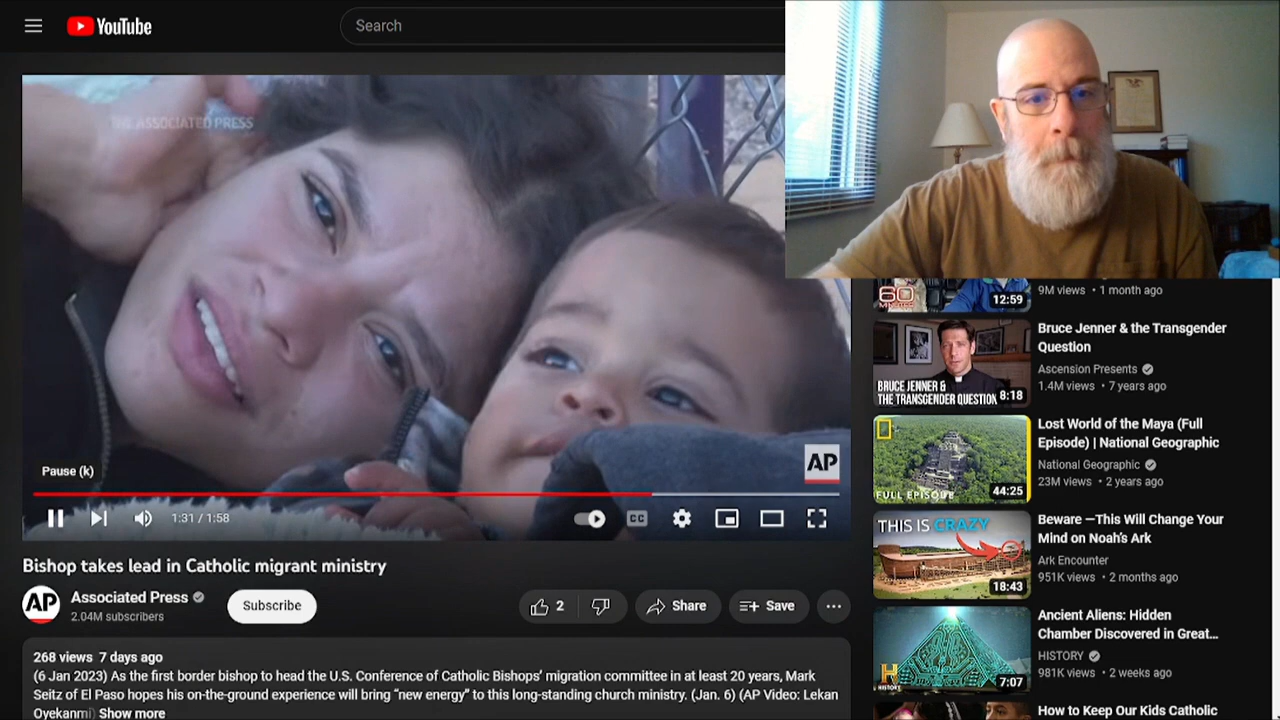 YouTube
Search
THE ASSOCIATED PRESS
AP
Pause (k)
1:31 / 1:58
CC
Bishop takes lead in Catholic migrant ministry
AP
Associated Press
2.04M subscribers
Subscribe
2
Share
Save
268 views 7 days ago
(6 Jan 2023) As the first border bishop to head the U.S. Conference of Catholic Bishops' migration committee in at least 20 years, Mark
Seitz of El Paso hopes his on-the-ground experience will bring "new energy" to this long-standing church ministry. (Jan. 6) (AP Video: Lekan
Oyekanmi) Show more
60
12:59
9M views • 1 month ago
BRUCE JENNER &
THE TRANSGENDER QUESTION
8:18
Bruce Jenner & the Transgender
Question
Ascension Presents
1.4M views • 7 years ago
FULL EPISODE
44:25
Lost World of the Maya (Full
Episode) | National Geographic
National Geographic
23M views • 2 years ago
THIS IS CRAZY
18:43
Beware —This Will Change Your
Mind on Noah's Ark
Ark Encounter
951K views • 2 months ago
H
HISTORY
7:07
Ancient Aliens: Hidden
Chamber Discovered in Great...
HISTORY
981K views • 2 weeks ago
How to Keep Our Kids Catholic